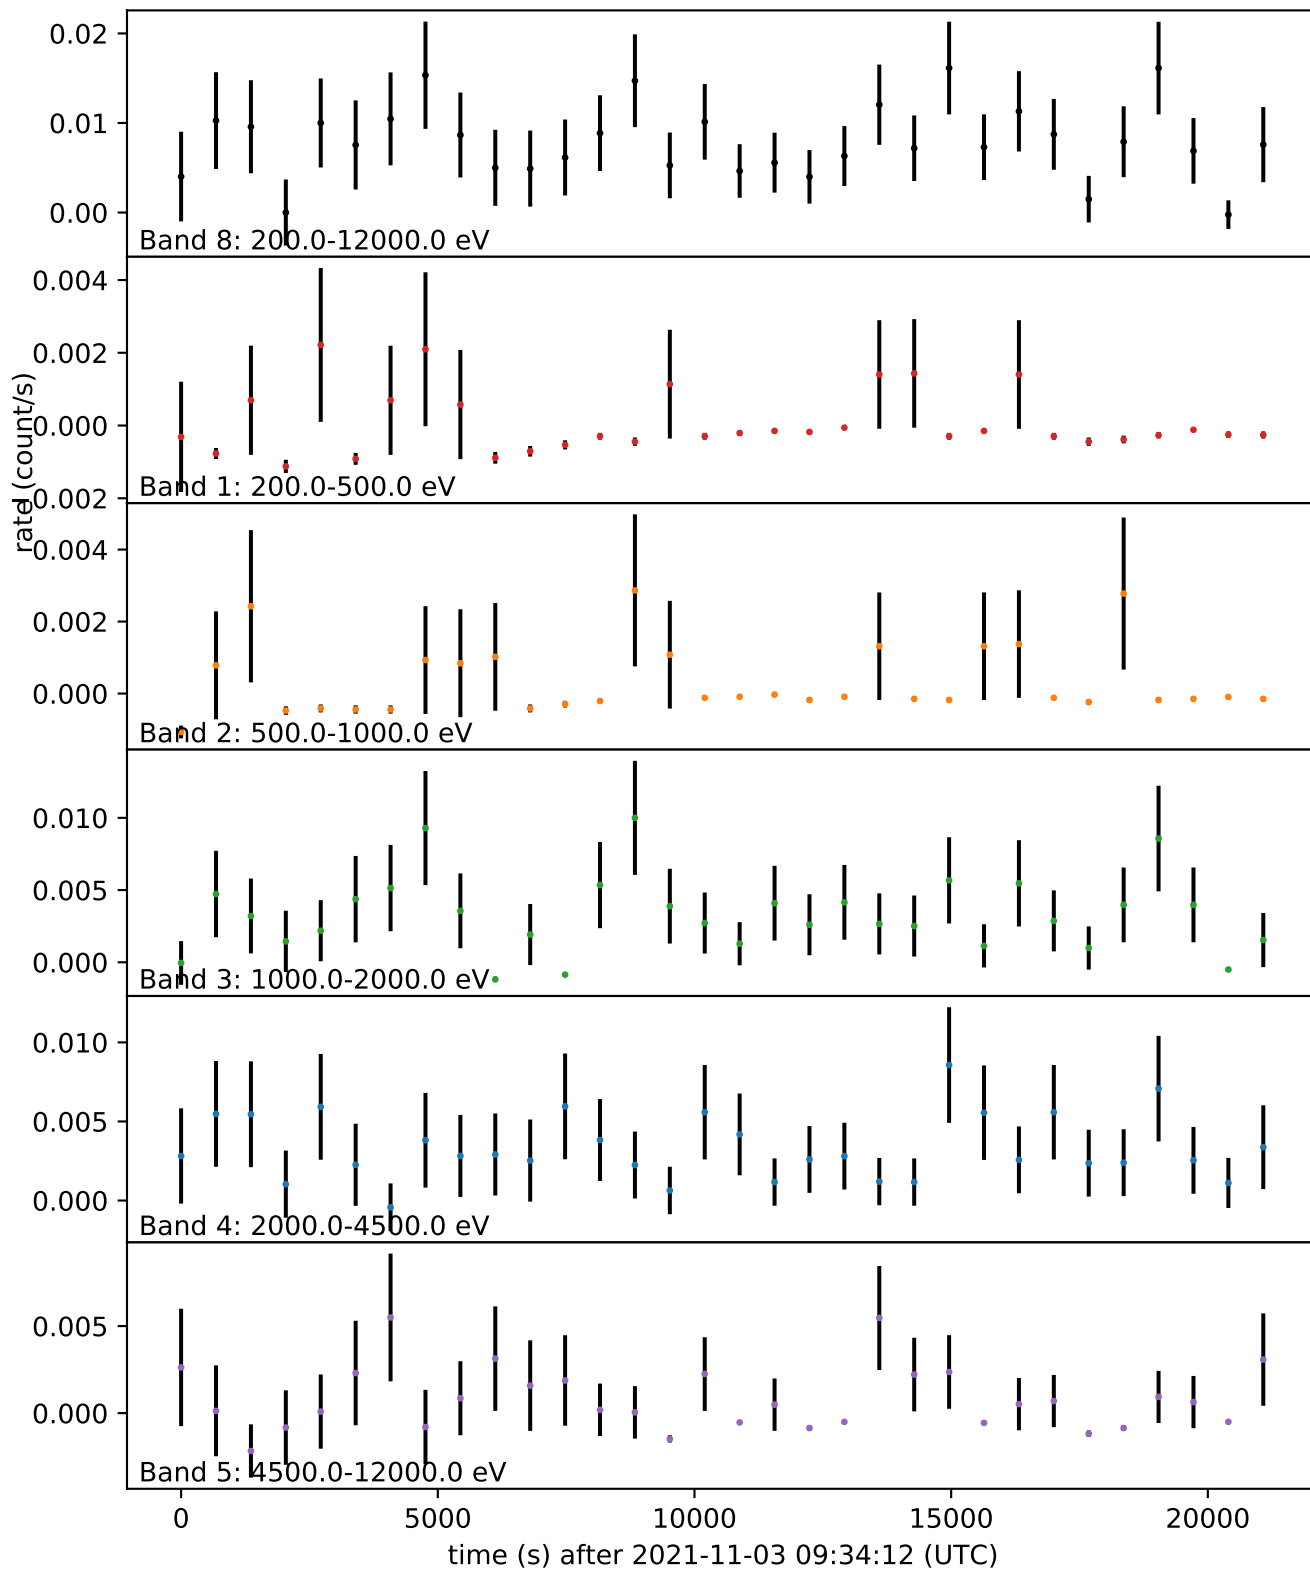 0.02
0.01
0.00
Band 8: 200.0-12000.0 eV
0.004
0.002
0.000
0.002
Band 1: 200.0-500.0 eV
rate (count/s)
0.004
0.002
0.000
Band 2: 500.0-1000.0 eV
0.010
0.005
0.000
Band 3: 1000.0-2000.0 eV
0.010
0.005
0.000
Band 4: 2000.0-4500.0 eV
0.005
0.000
Band 5: 4500.0-12000.0 eV
0 5000 10000 15000 20000
time (s) after 2021-11-03 09:34:12 (UTC)